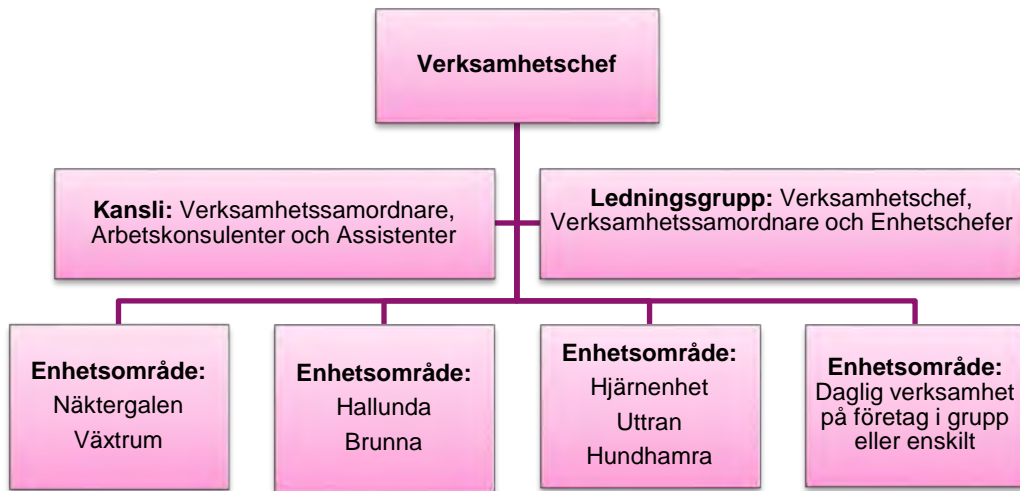 Verksamhetschef
Kansli: Verksamhetssamordnare,
Arbetskonsulenter och Assistenter
Ledningsgrupp: Verksamhetschef,
Verksamhetssamordnare och Enhetschefer
Enhetsområde:
Näktergalen
Växtrum
Enhetsområde:
Hallunda
Brunna
Enhetsområde:
Hjärnenhet
Uttran
Hundhamra
Enhetsområde:
Daglig verksamhet
på företag i grupp
eller enskilt